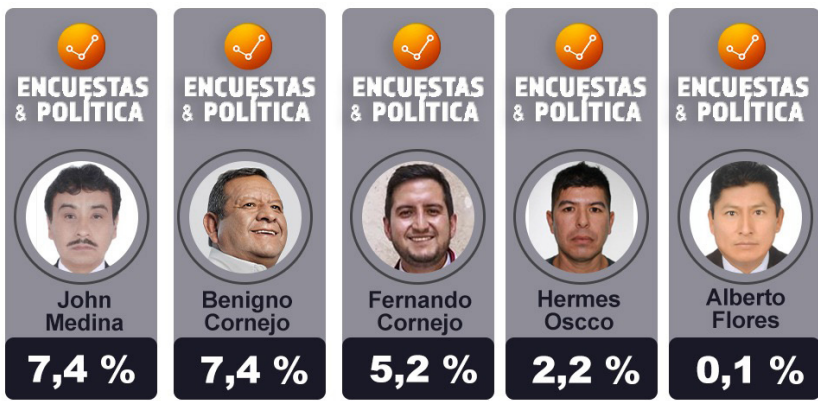 ENCUESTAS
& POLÍTICA
John
Medina
7,4 %
ENCUESTAS
& POLÍTICA
Benigno
Cornejo
7,4 %
ENCUESTAS
& POLÍTICA
Fernando
Cornejo
5,2 %
ENCUESTAS
& POLÍTICA
Hermes
Oscco
2,2 %
ENCUESTAS
& POLÍTICA
Alberto
Flores
0,1 %